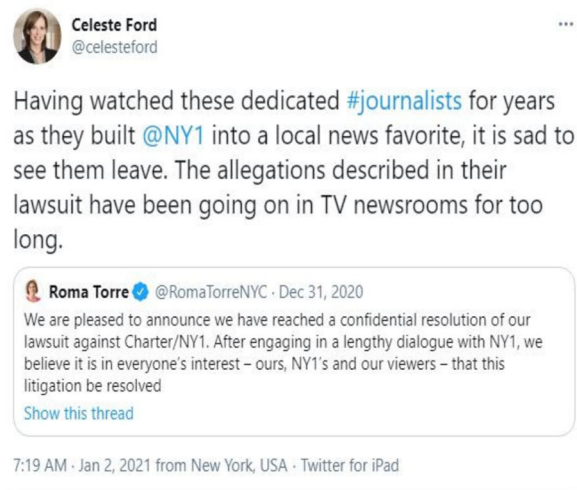 Celeste Ford
@celesteford
Having watched these dedicated #journalists for years
as they built @NY1 into a local news favorite, it is sad to
see them leave. The allegations described in their
lawsuit have been going on in TV newsrooms for too
long.
Roma Torre @RomaTorreNYC · Dec 31, 2020
We are pleased to announce we have reached a confidential resolution of our
lawsuit against Charter/NY1. After engaging in a lengthy dialogue with NY1, we
believe it is in everyone's interest – ours, NY1's and our viewers – that this
litigation be resolved
Show this thread
7:19 AM · Jan 2, 2021 from New York, USA · Twitter for iPad